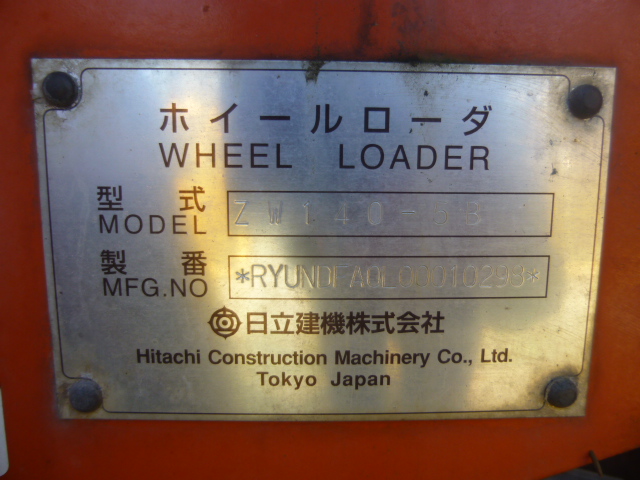 ホイールローダ
WHEEL LOADER
型式
MODEL
製番
MFG.NO
日立建機株式会社
Hitachi Construction Machinery Co., Ltd.
Tokyo Japan